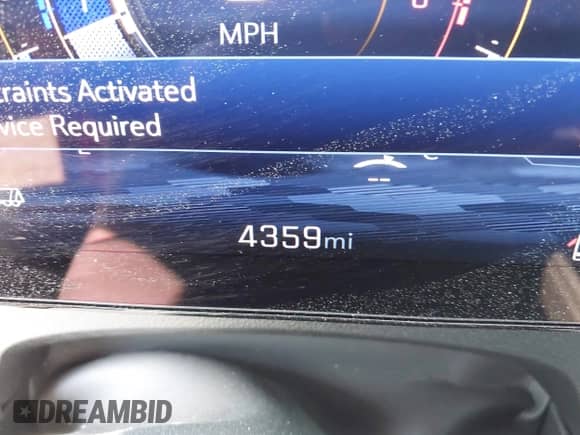 MPH
traints Activated
vice Required
4359mi
#DREAMBID